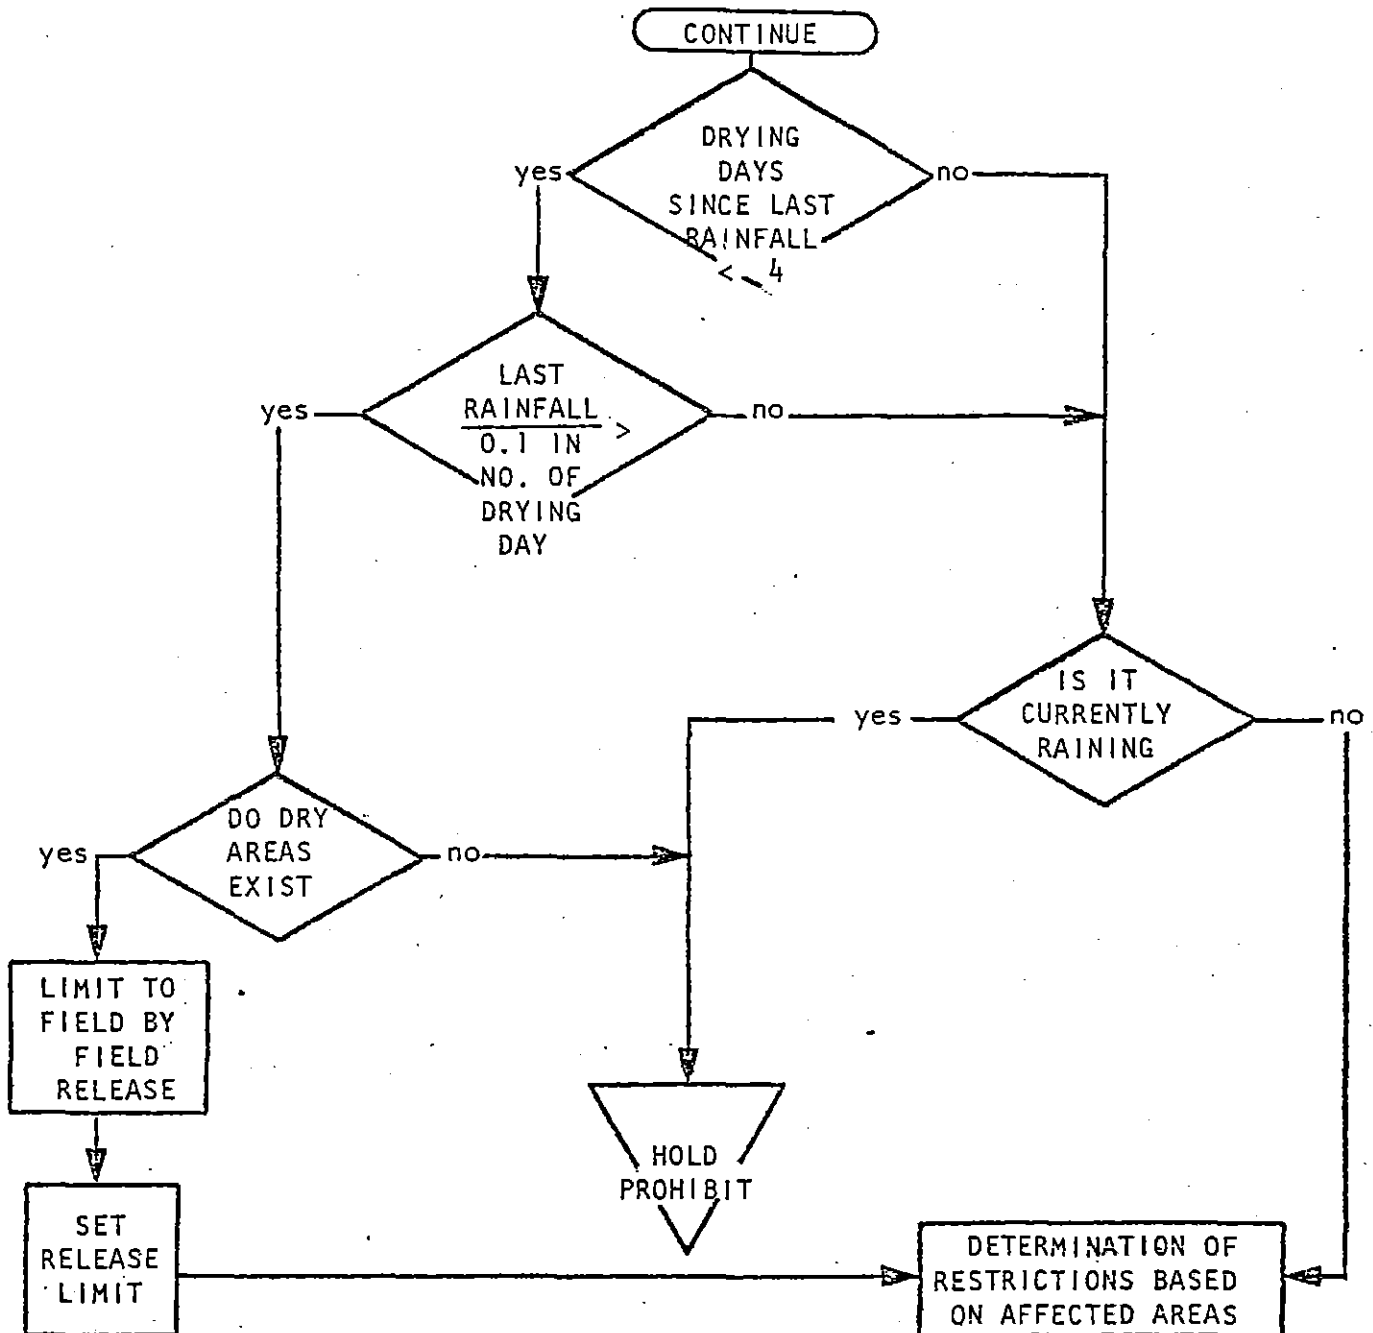 CONTINUE
DRYING
DAYS
SINCE LAST
RAINFALL
< 4
yes
no
LAST
RAINFALL
0.1 IN >
NO. OF
DRYING
DAY
yes
no
IS IT
CURRENTLY
RAINING
yes
no
DO DRY
AREAS
EXIST
yes
no
LIMIT TO
FIELD BY
FIELD
RELEASE
HOLD
PROHIBIT
SET
RELEASE
LIMIT
DETERMINATION OF
RESTRICTIONS BASED
ON AFFECTED AREAS